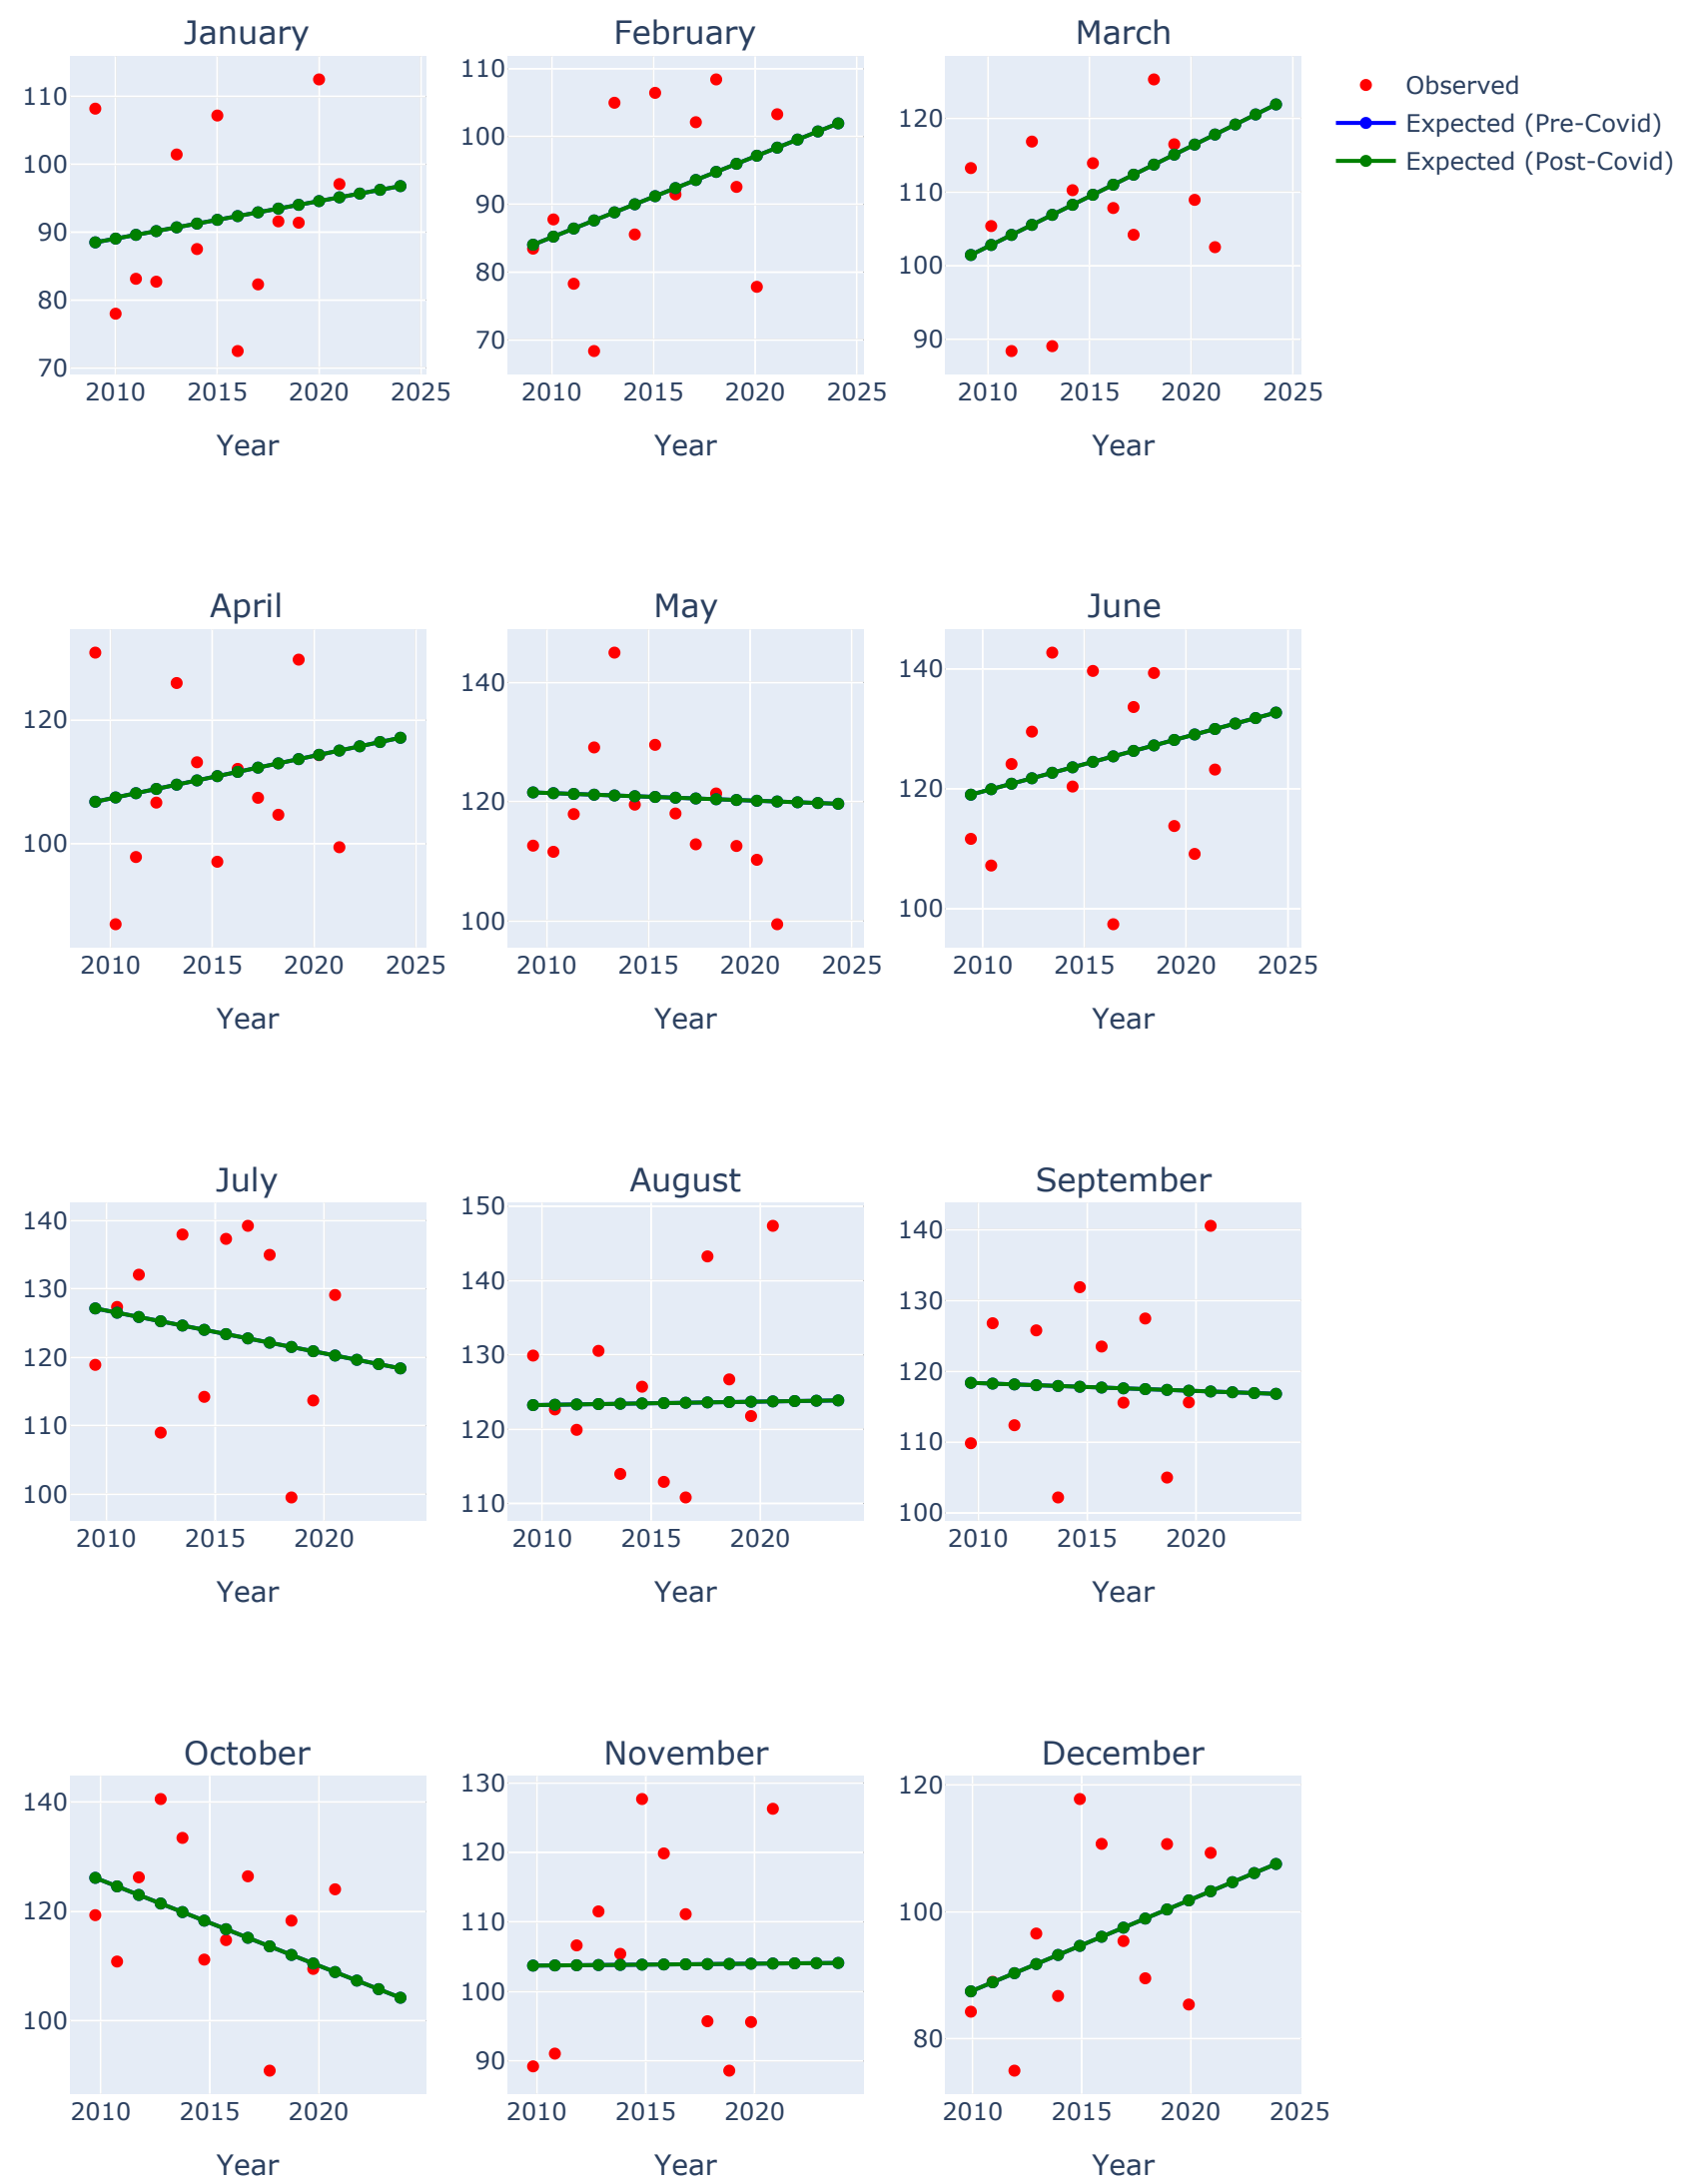 January
February
March
110
100
90
80
70
2010 2015 2020 2025
Year
110
100
90
80
70
2010 2015 2020 2025
Year
120
110
100
90
2010 2015 2020 2025
Year
Observed
Expected (Pre-Covid)
Expected (Post-Covid)
April
May
June
120
100
2010 2015 2020 2025
Year
140
120
100
2010 2015 2020 2025
Year
140
120
100
2010 2015 2020 2025
Year
July
August
September
140
130
120
110
100
2010 2015 2020
Year
150
140
130
120
110
2010 2015 2020
Year
140
130
120
110
100
2010 2015 2020
Year
October
November
December
140
120
100
2010 2015 2020
Year
130
120
110
100
90
2010 2015 2020
Year
120
100
80
2010 2015 2020 2025
Year